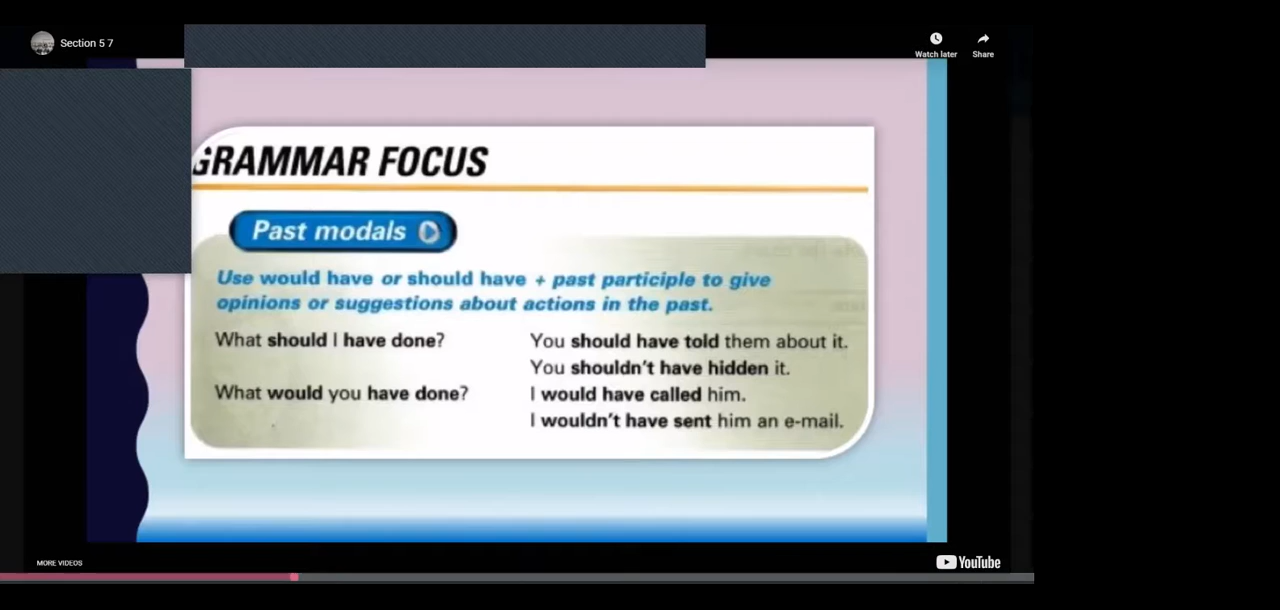 Section 5 7
Watch later
Share
GRAMMAR FOCUS
Past modals
Use would have or should have + past participle to give
opinions or suggestions about actions in the past.
What should I have done?
You should have told them about it.
You shouldn't have hidden it.
What would you have done?
I would have called him.
I wouldn't have sent him an e-mail.
MORE VIDEOS
YouTube